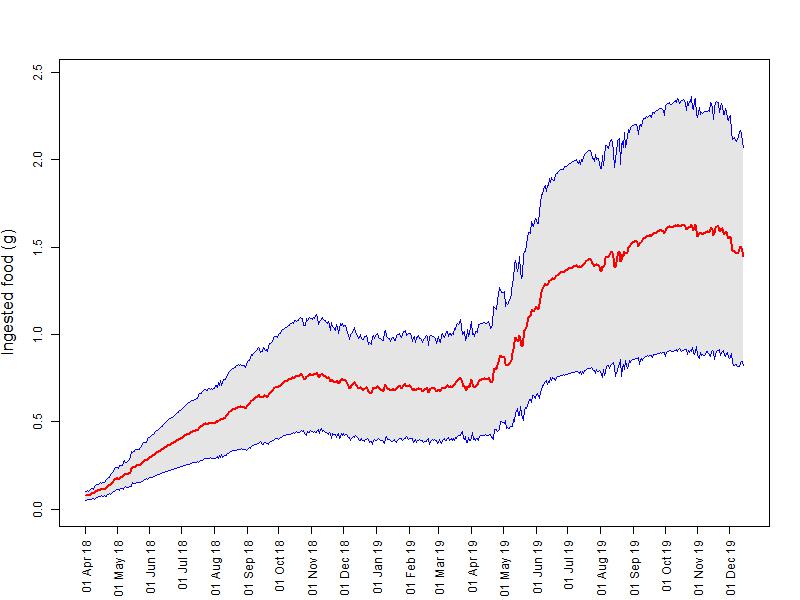 Ingested food (g)
2.5
2.0
1.5
1.0
0.5
0.0
01 Apr 18
01 May 18
01 Jun 18
01 Jul 18
01 Aug 18
01 Sep 18
01 Oct 18
01 Nov 18
01 Dec 18
01 Jan 19
01 Feb 19
01 Mar 19
01 Apr 19
01 May 19
01 Jun 19
01 Jul 19
01 Aug 19
01 Sep 19
01 Oct 19
01 Nov 19
01 Dec 19